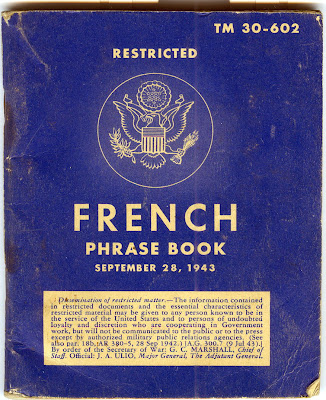 TM 30-602
RESTRICTED
FRENCH
PHRASE BOOK
SEPTEMBER 28, 1943
Dissemination of restricted matter.—The information contained
in restricted documents and the essential characteristics of
restricted material may be given to any person known to be in
the service of the United States and to persons of undoubted
loyalty and discretion who are cooperating in Government
work, but will not be communicated to the public or to the press
except by authorized military public relations agencies. (See
also par. 18b, AR 380-5, 28 Sep 1942.) [A.G. 300.7 (9 Jul 43).]
By order of the Secretary of War: G. C. MARSHALL, Chief of
Staff. Official: J. A. ULIO, Major General, The Adjutant General.